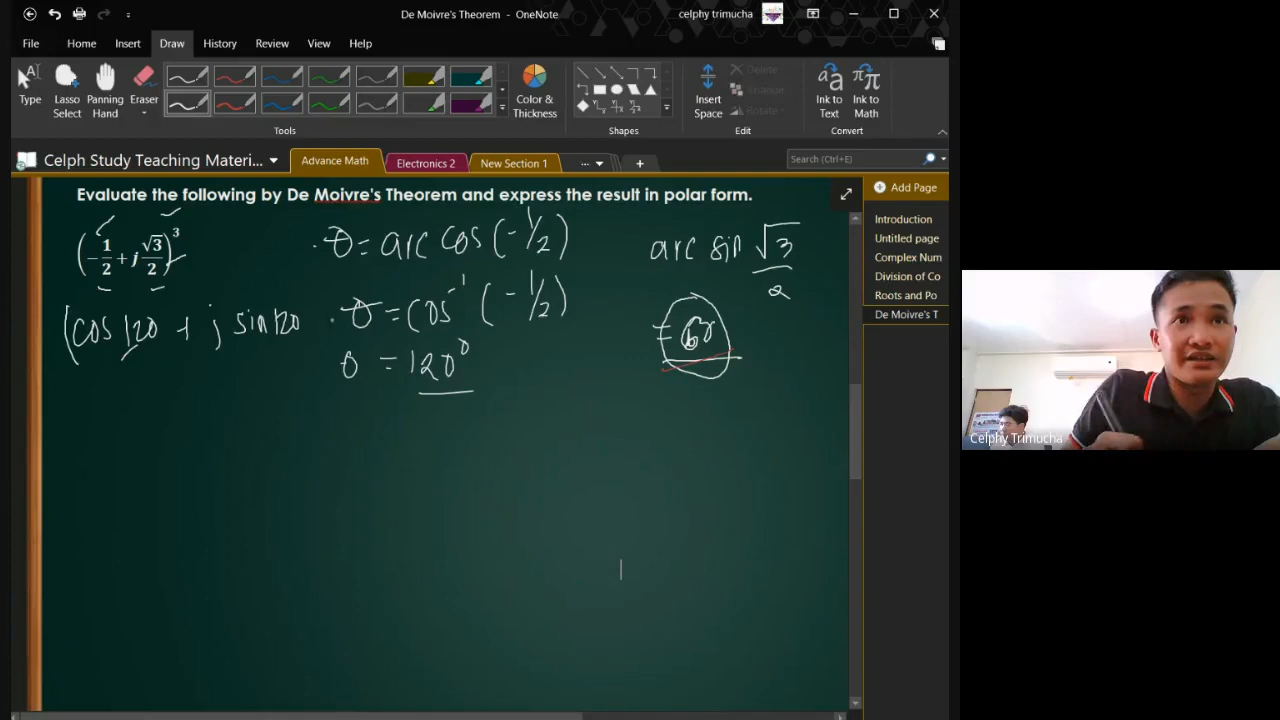 De Moivre's Theorem - OneNote
celphy trimucha
File Home Insert Draw History Review View Help
Type
Lasso Select
Panning Hand
Eraser
Color & Thickness
Insert Space
Delete
Arrange
Rotate
Ink to Text
Ink to Math
Tools
Shapes
Edit
Convert
Celph Study Teaching Materi...
Advance Math
Electronics 2
New Section 1
...
+
Search (Ctrl+E)
Add Page
Evaluate the following by De Moivre's Theorem and express the result in polar form.
(-1/2 + j √3/2)^3
θ = arc cos (-1/2)
arc sin √3/2
(cos 120 + j sin 120
θ = cos^-1 (-1/2)
= 60
θ = 120°
Introduction
Untitled page
Complex Num
Division of Co
Roots and Po
De Moivre's T
Celphy Trimucha